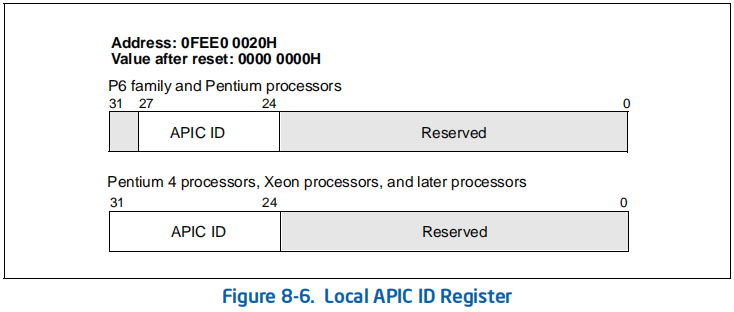 Address: 0FEE0 0020H
Value after reset: 0000 0000H
P6 family and Pentium processors
31 27 24 0
APIC ID Reserved
Pentium 4 processors, Xeon processors, and later processors
31 24 0
APIC ID Reserved
Figure 8-6. Local APIC ID Register